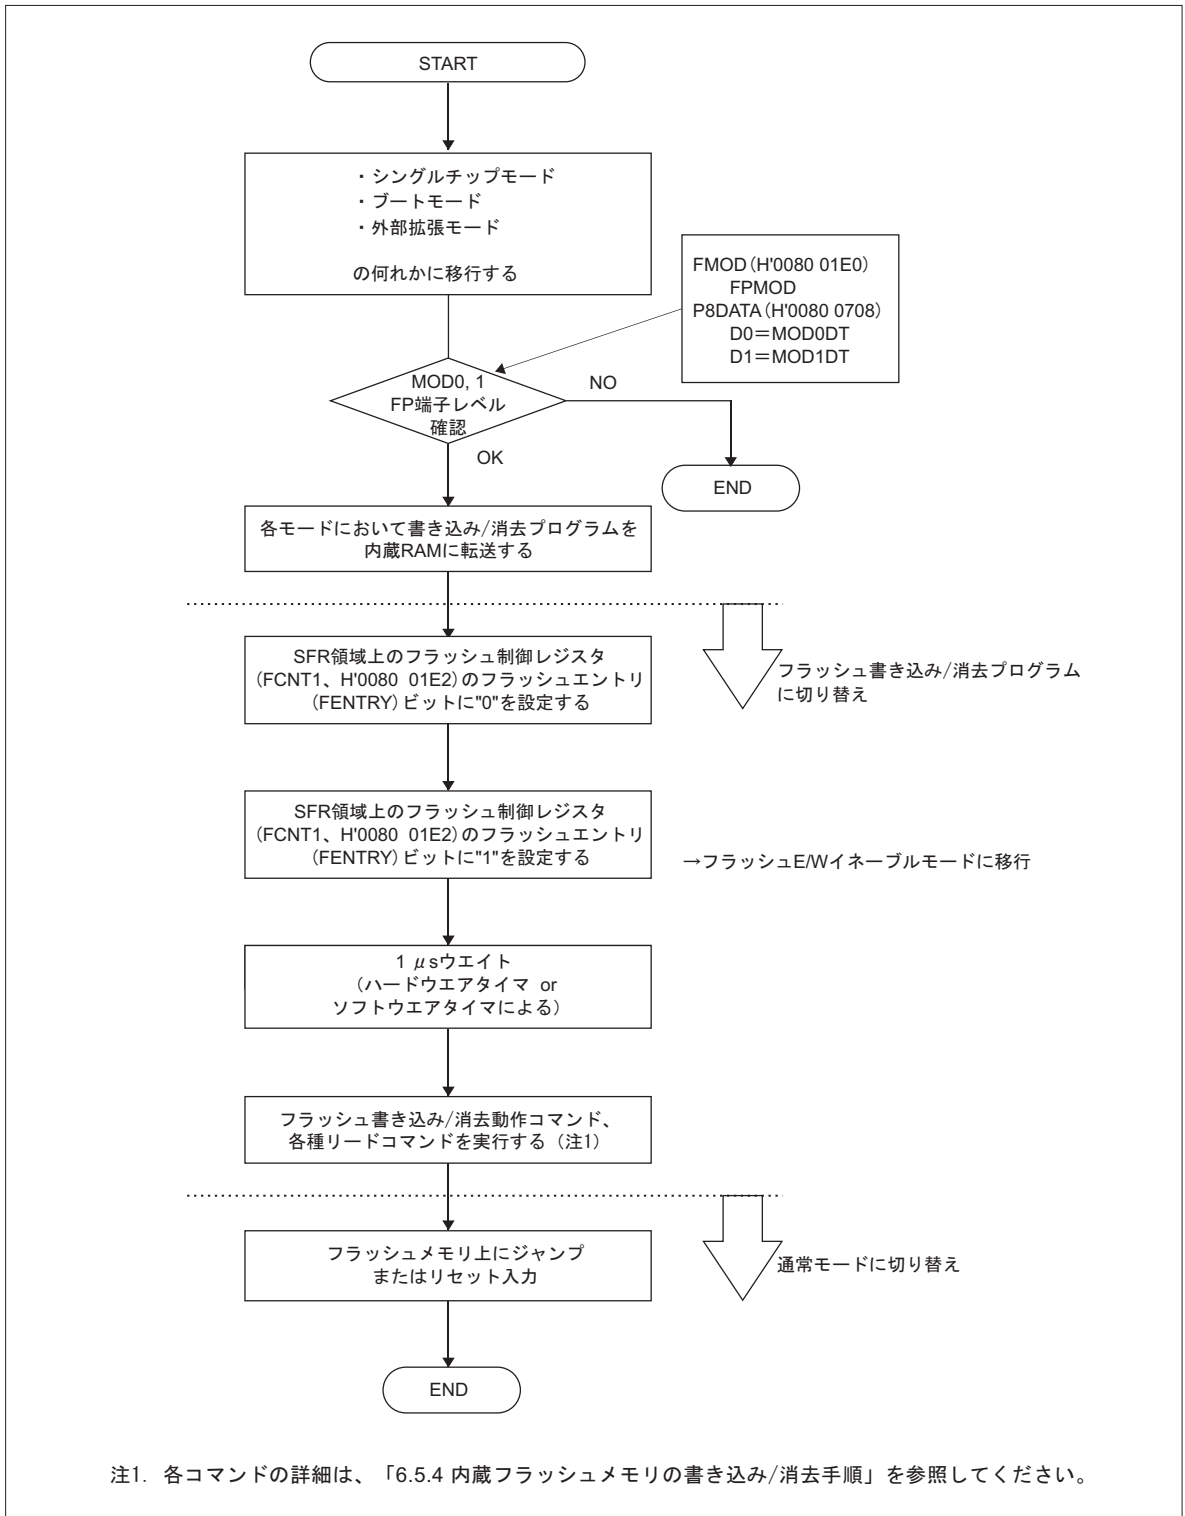 START
・シングルチップモード
・ブートモード
・外部拡張モード
の何れかに移行する
FMOD(H'0080 01E0)
FPMOD
P8DATA(H'0080 0708)
D0＝MOD0DT
D1＝MOD1DT
MOD0, 1
FP端子レベル
確認
NO
OK
END
各モードにおいて書き込み/消去プログラムを
内蔵RAMに転送する
SFR領域上のフラッシュ制御レジスタ
(FCNT1、H'0080 01E2)のフラッシュエントリ
(FENTRY)ビットに"0"を設定する
フラッシュ書き込み/消去プログラム
に切り替え
SFR領域上のフラッシュ制御レジスタ
(FCNT1、H'0080 01E2)のフラッシュエントリ
(FENTRY)ビットに"1"を設定する
→フラッシュE/Wイネーブルモードに移行
1 μsウエイト
(ハードウエアタイマ or
ソフトウエアタイマによる)
フラッシュ書き込み/消去動作コマンド、
各種リードコマンドを実行する（注1）
フラッシュメモリ上にジャンプ
またはリセット入力
通常モードに切り替え
END
注1. 各コマンドの詳細は、「6.5.4 内蔵フラッシュメモリの書き込み/消去手順」を参照してください。